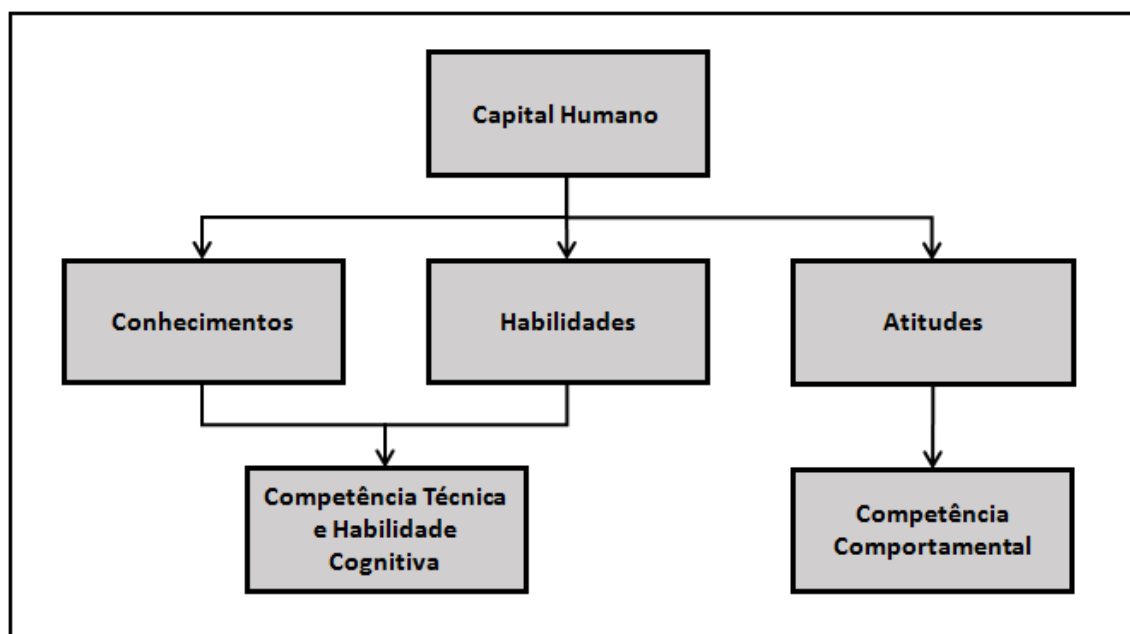 Capital Humano
Conhecimentos
Habilidades
Atitudes
Competência Técnica
e Habilidade
Cognitiva
Competência
Comportamental